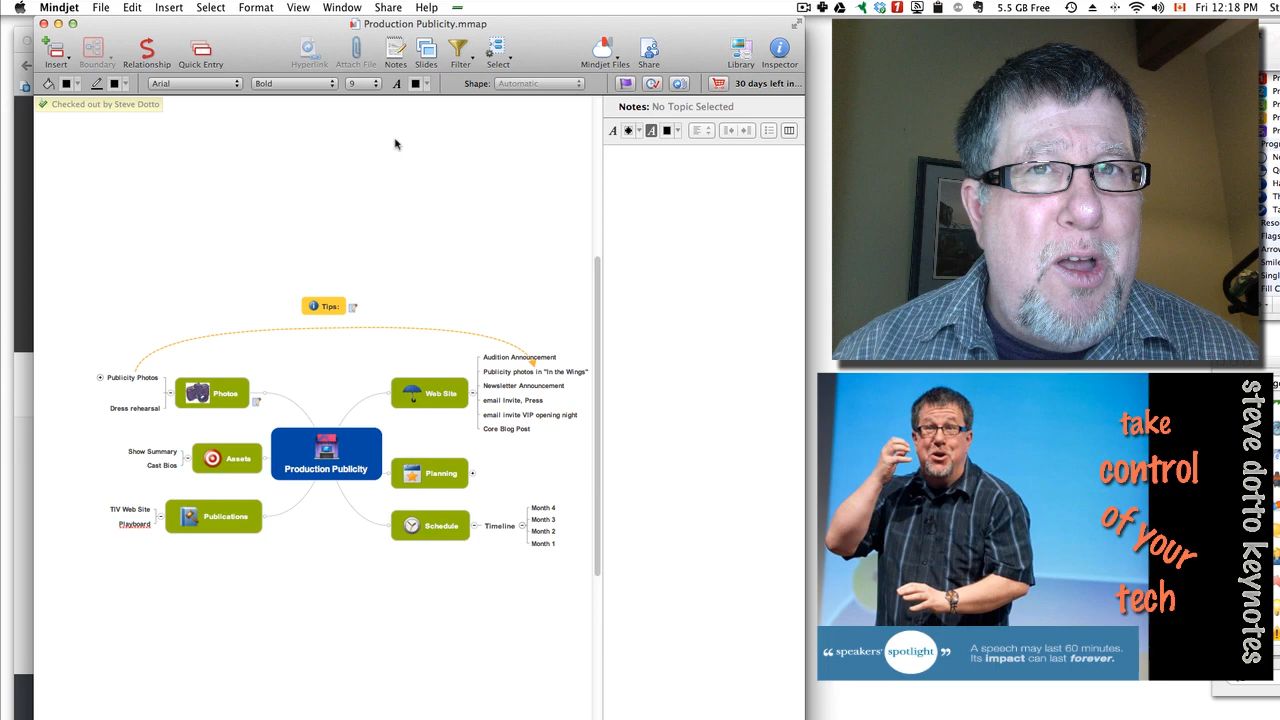 Mindjet File Edit Insert Select Format View Window Share Help
5.5 GB Free Fri 12:18 PM St
Production Publicity.mmap
Insert Boundary Relationship Quick Entry Hyperlink Attach File Notes Slides Filter Select Mindjet Files Share Library Inspector
Arial Bold 9 A Shape: Automatic 30 days left in...
Checked out by Steve Dotto
Notes: No Topic Selected
Tips:
Publicity Photos
Dress rehearsal
Photos
Show Summary
Cast Bios
Assets
TIV Web Site
Playboard
Publications
Production Publicity
Web Site
Audition Announcement
Publicity photos in "In the Wings"
Newsletter Announcement
email Invite, Press
email invite VIP opening night
Core Blog Post
Planning
Schedule
Timeline
Month 4
Month 3
Month 2
Month 1
take
control
of your
tech
steve dotto keynotes
“ speakers' spotlight ”
A speech may last 60 minutes.
Its impact can last forever.